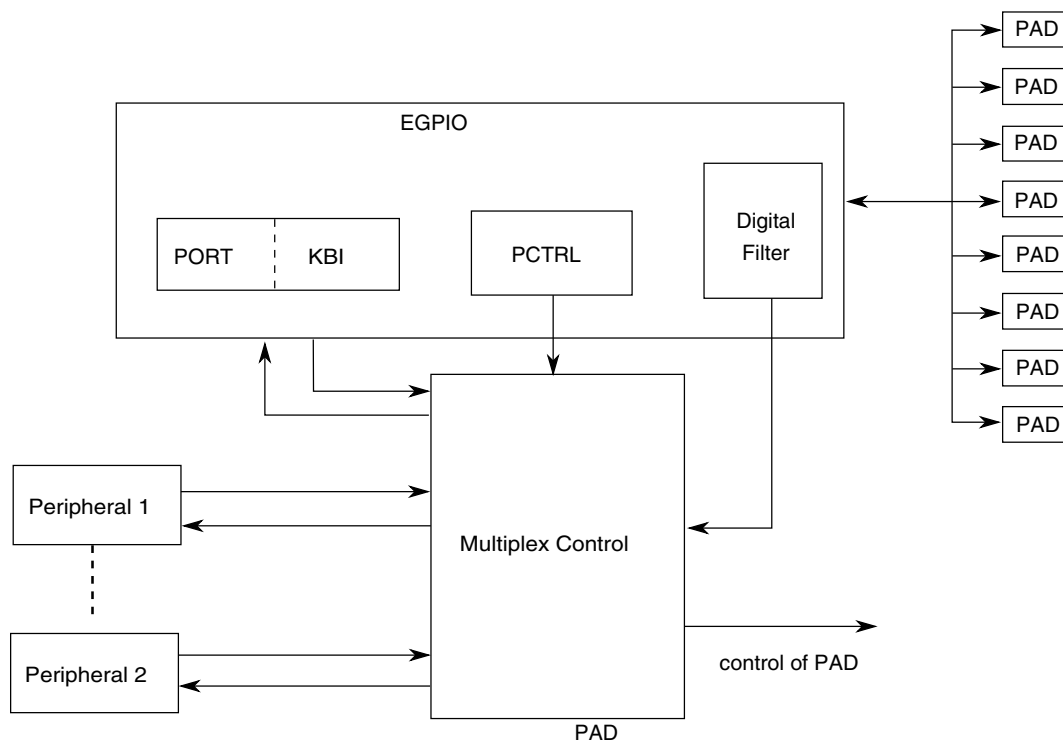 PAD
PAD
EGPIO
PAD
PAD
Digital
Filter
PORT
KBI
PCTRL
PAD
PAD
PAD
PAD
Peripheral 1
Multiplex Control
Peripheral 2
control of PAD
PAD